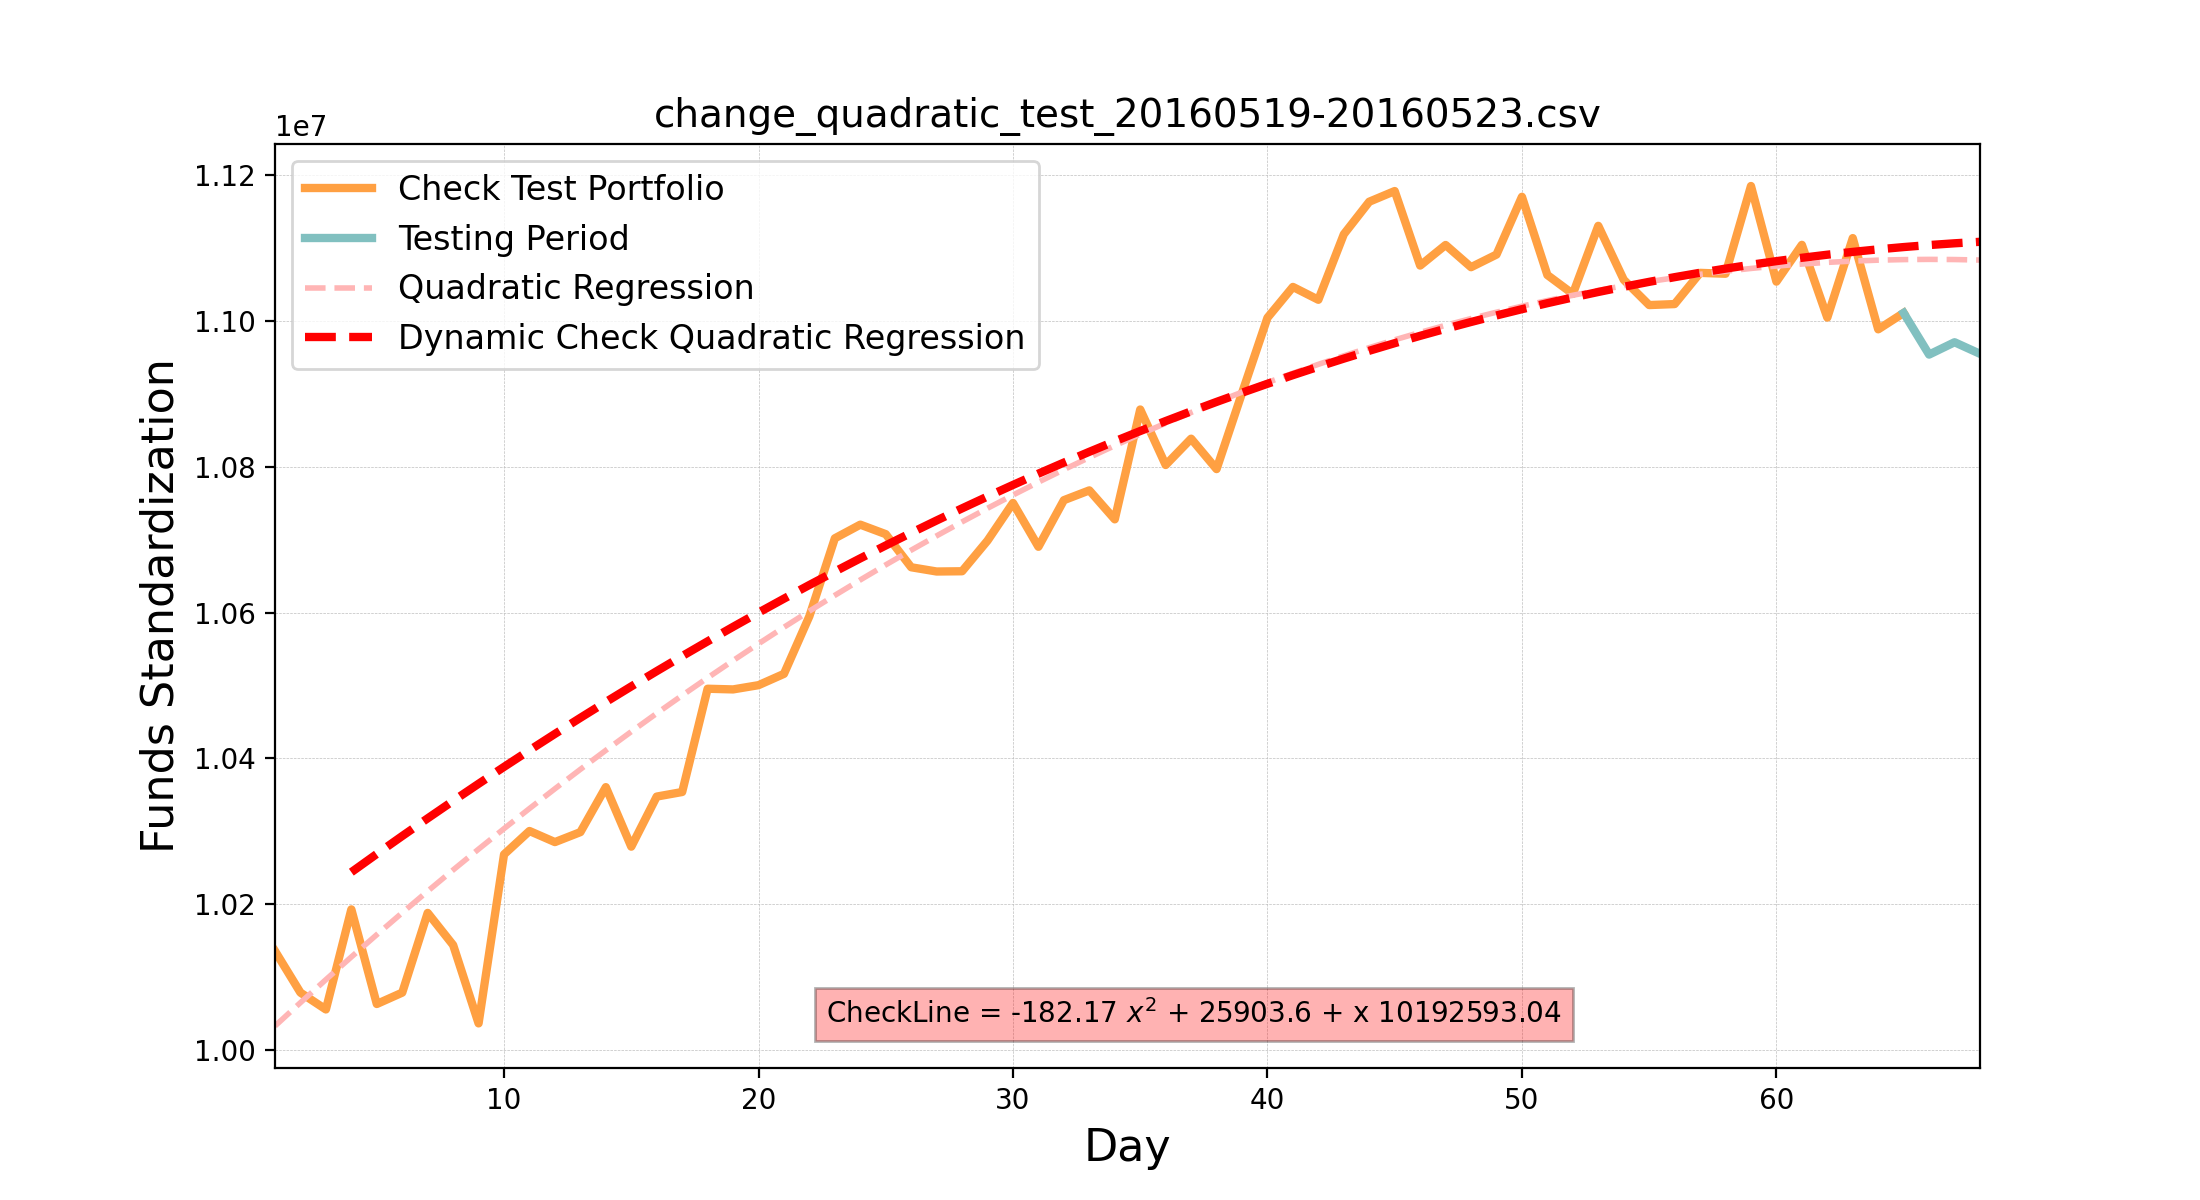 change_quadratic_test_20160519-20160523.csv
1e7
Check Test Portfolio
Testing Period
Quadratic Regression
Dynamic Check Quadratic Regression
1.12
1.10
1.08
1.06
1.04
1.02
1.00
Funds Standardization
CheckLine = -182.17 x² + 25903.6 + x 10192593.04
10 20 30 40 50 60
Day